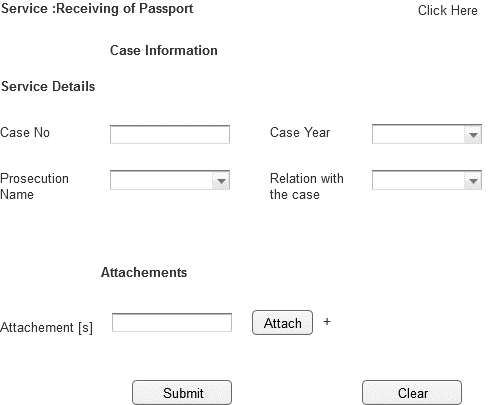 Service :Receiving of Passport
Click Here
Case Information
Service Details
Case No
Case Year
Prosecution
Name
Relation with
the case
Attachements
Attachement [s]
Attach
+
Submit
Clear